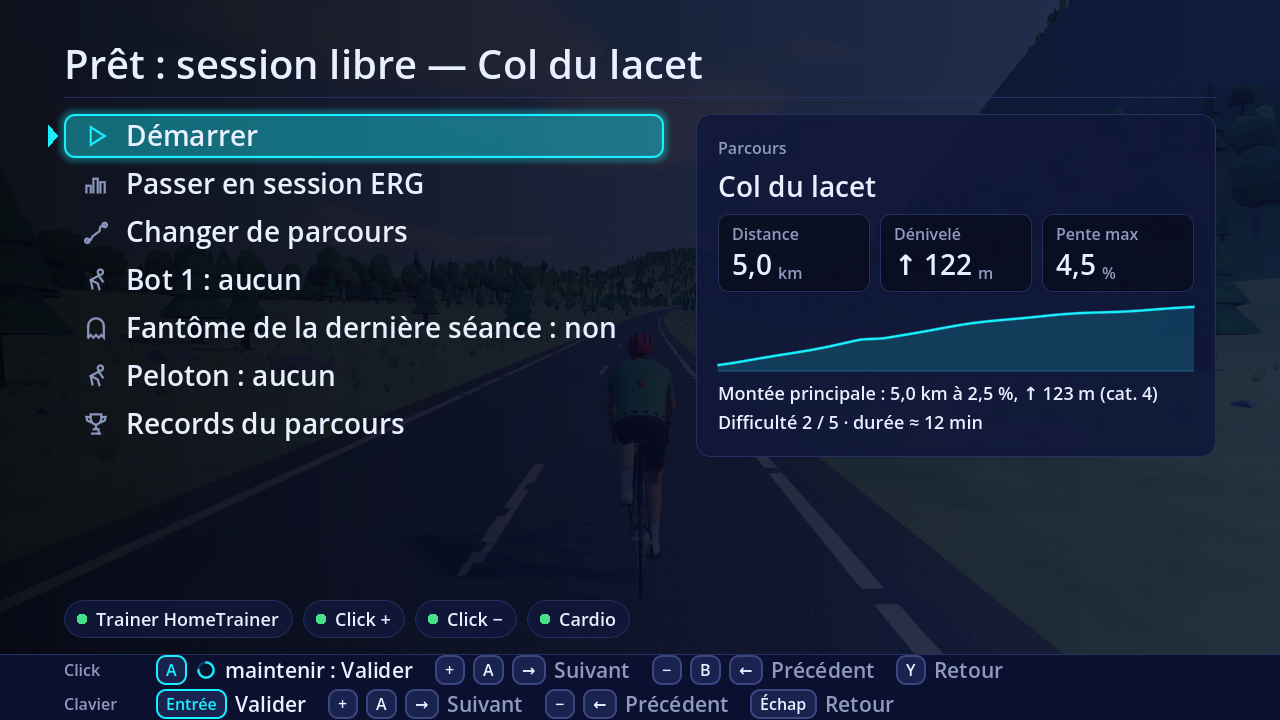 Prêt : session libre — Col du lacet
Démarrer
Passer en session ERG
Changer de parcours
Bot 1 : aucun
Fantôme de la dernière séance : non
Peloton : aucun
Records du parcours
Parcours
Col du lacet
Distance
5,0 km
Dénivelé
↑ 122 m
Pente max
4,5 %
Montée principale : 5,0 km à 2,5 %, ↑ 123 m (cat. 4)
Difficulté 2 / 5 · durée ≈ 12 min
Trainer HomeTrainer
Click +
Click −
Cardio
Click A maintenir : Valider + A → Suivant − B ← Précédent Y Retour
Clavier Entrée Valider + A → Suivant − ← Précédent Échap Retour